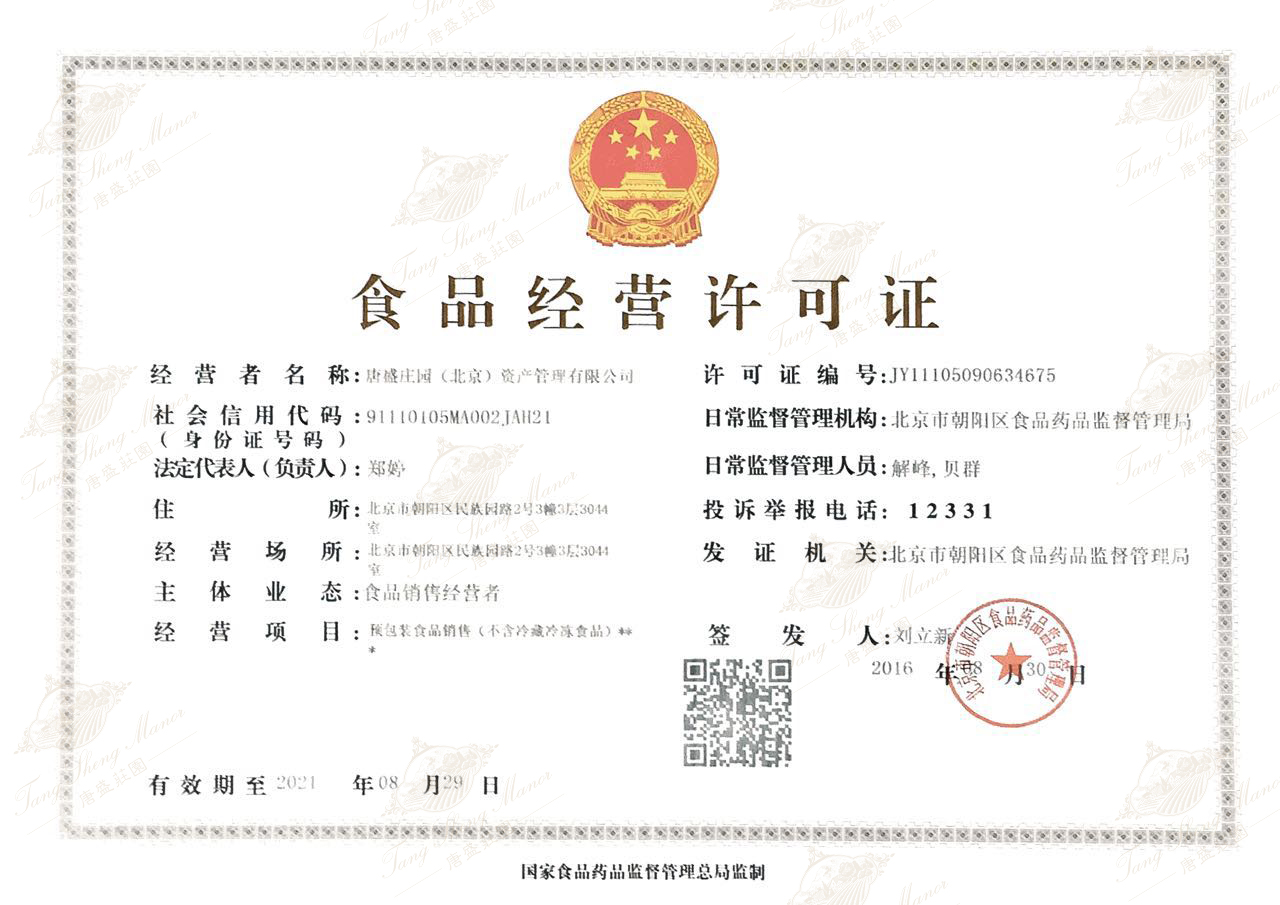 食品经营许可证
经营者名称:唐盛庄园（北京）资产管理有限公司
社会信用代码:91110105MA002JAH21
(身份证号码)
法定代表人(负责人):郑婷
住所:北京市朝阳区民族园路2号3幢3层3044
室
经营场所:北京市朝阳区民族园路2号3幢3层3044
室
主体业态:食品销售经营者
经营项目:预包装食品销售（不含冷藏冷冻食品）**
*
有效期至 2021 年08 月29 日
许可证编号:JY11105090634675
日常监督管理机构:北京市朝阳区食品药品监督管理局
日常监督管理人员:解峰,贝群
投诉举报电话: 12331
发证机关:北京市朝阳区食品药品监督管理局
签发人:刘立新
2016 年08 月30 日
北京市朝阳区食品药品监督管理局
国家食品药品监督管理总局监制
Tang Sheng Manor
唐盛莊園